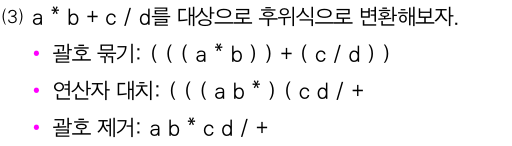 (3) a * b + c / d를 대상으로 후위식으로 변환해보자.
• 괄호 묶기: ( ( ( a * b ) ) + ( c / d ) )
• 연산자 대치: ( ( ( a b * ) ( c d / +
• 괄호 제거: a b * c d / +